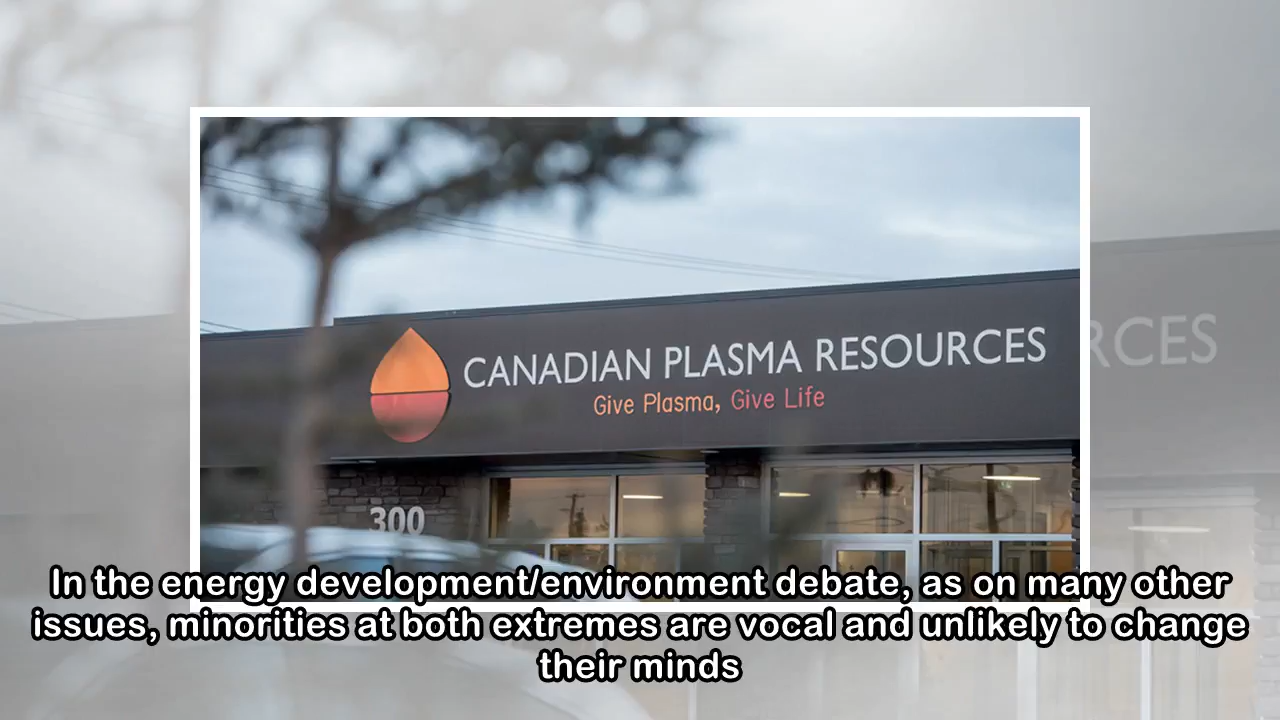 CANADIAN PLASMA RESOURCES
RCES
Give Plasma, Give Life
300
In the energy development/environment debate, as on many other
issues, minorities at both extremes are vocal and unlikely to change
their minds